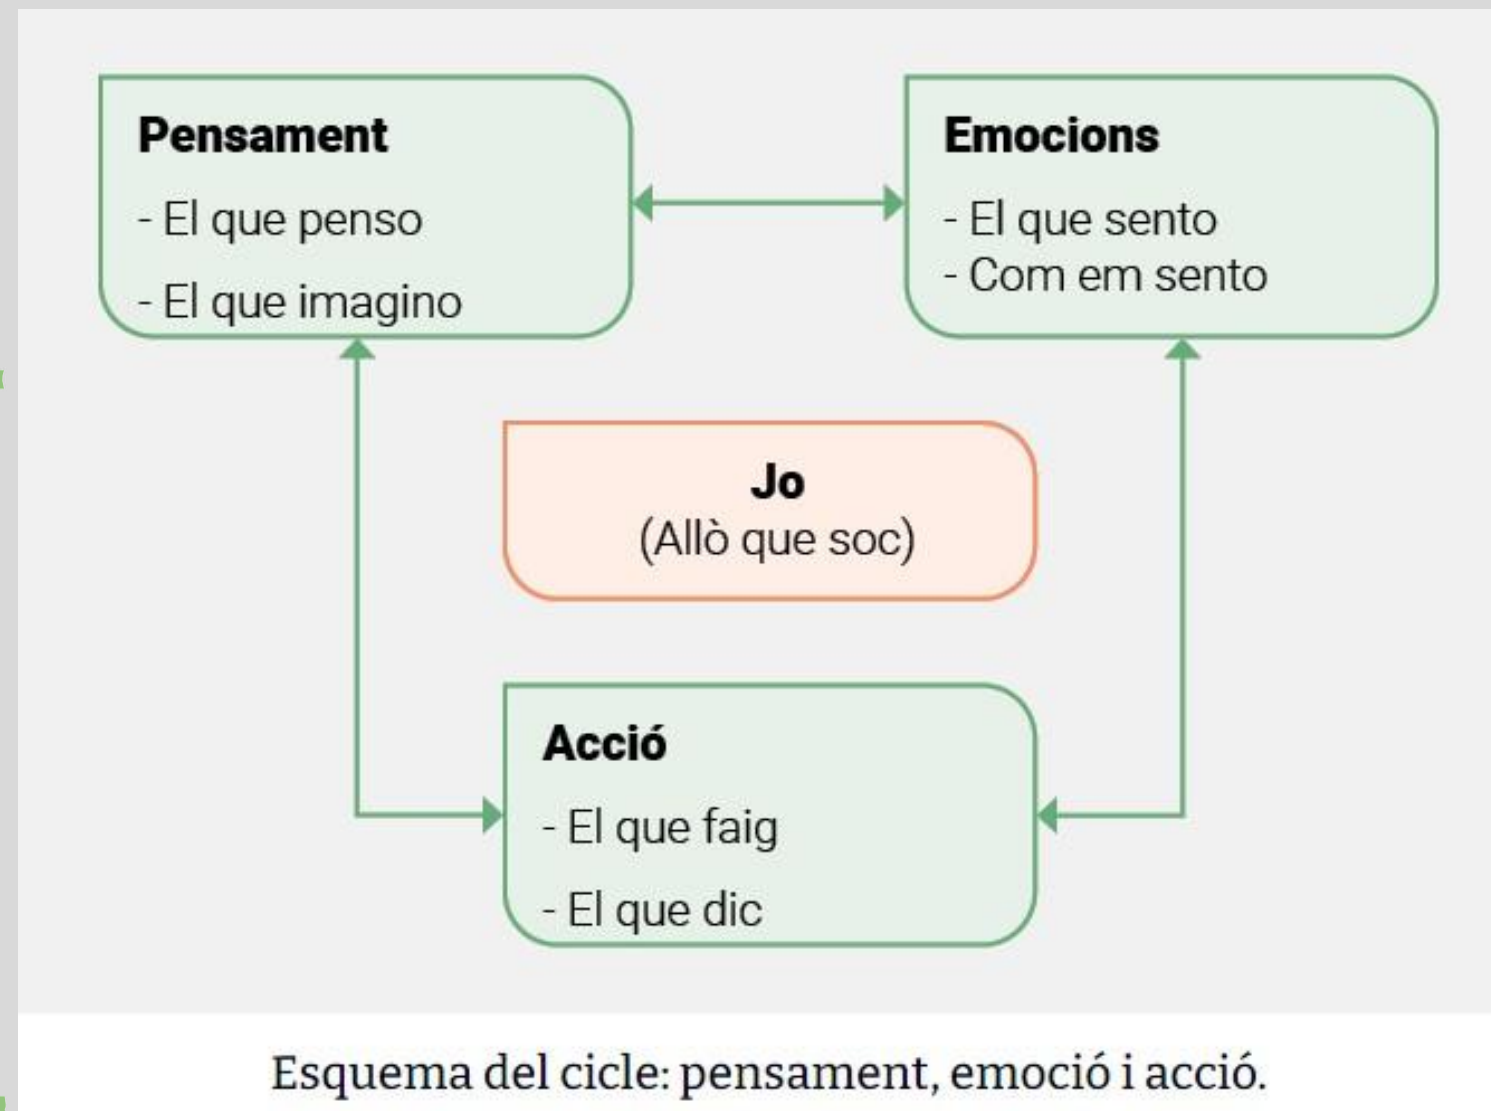 Pensament
- El que penso
- El que imagino
Emocions
- El que sento
- Com em sento
Jo
(Allò que soc)
Acció
- El que faig
- El que dic
Esquema del cicle: pensament, emoció i acció.